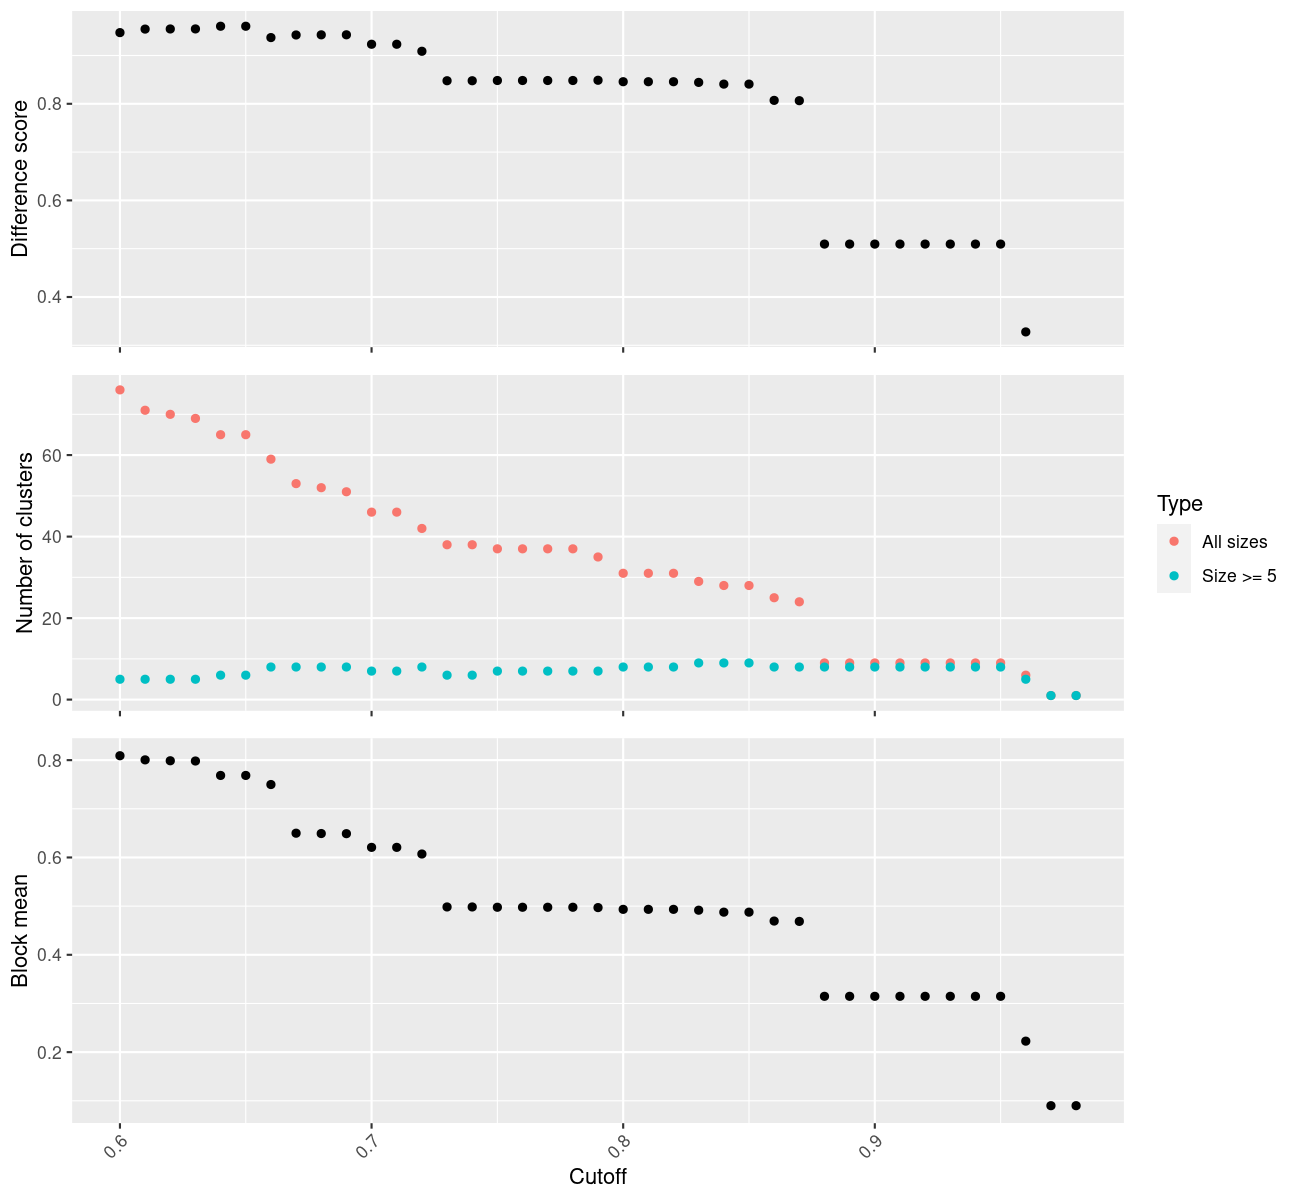 Difference score
0.8
0.6
0.4
Number of clusters
60
40
20
0
Type
All sizes
Size >= 5
Block mean
0.8
0.6
0.4
0.2
0.6
0.7
0.8
0.9
Cutoff